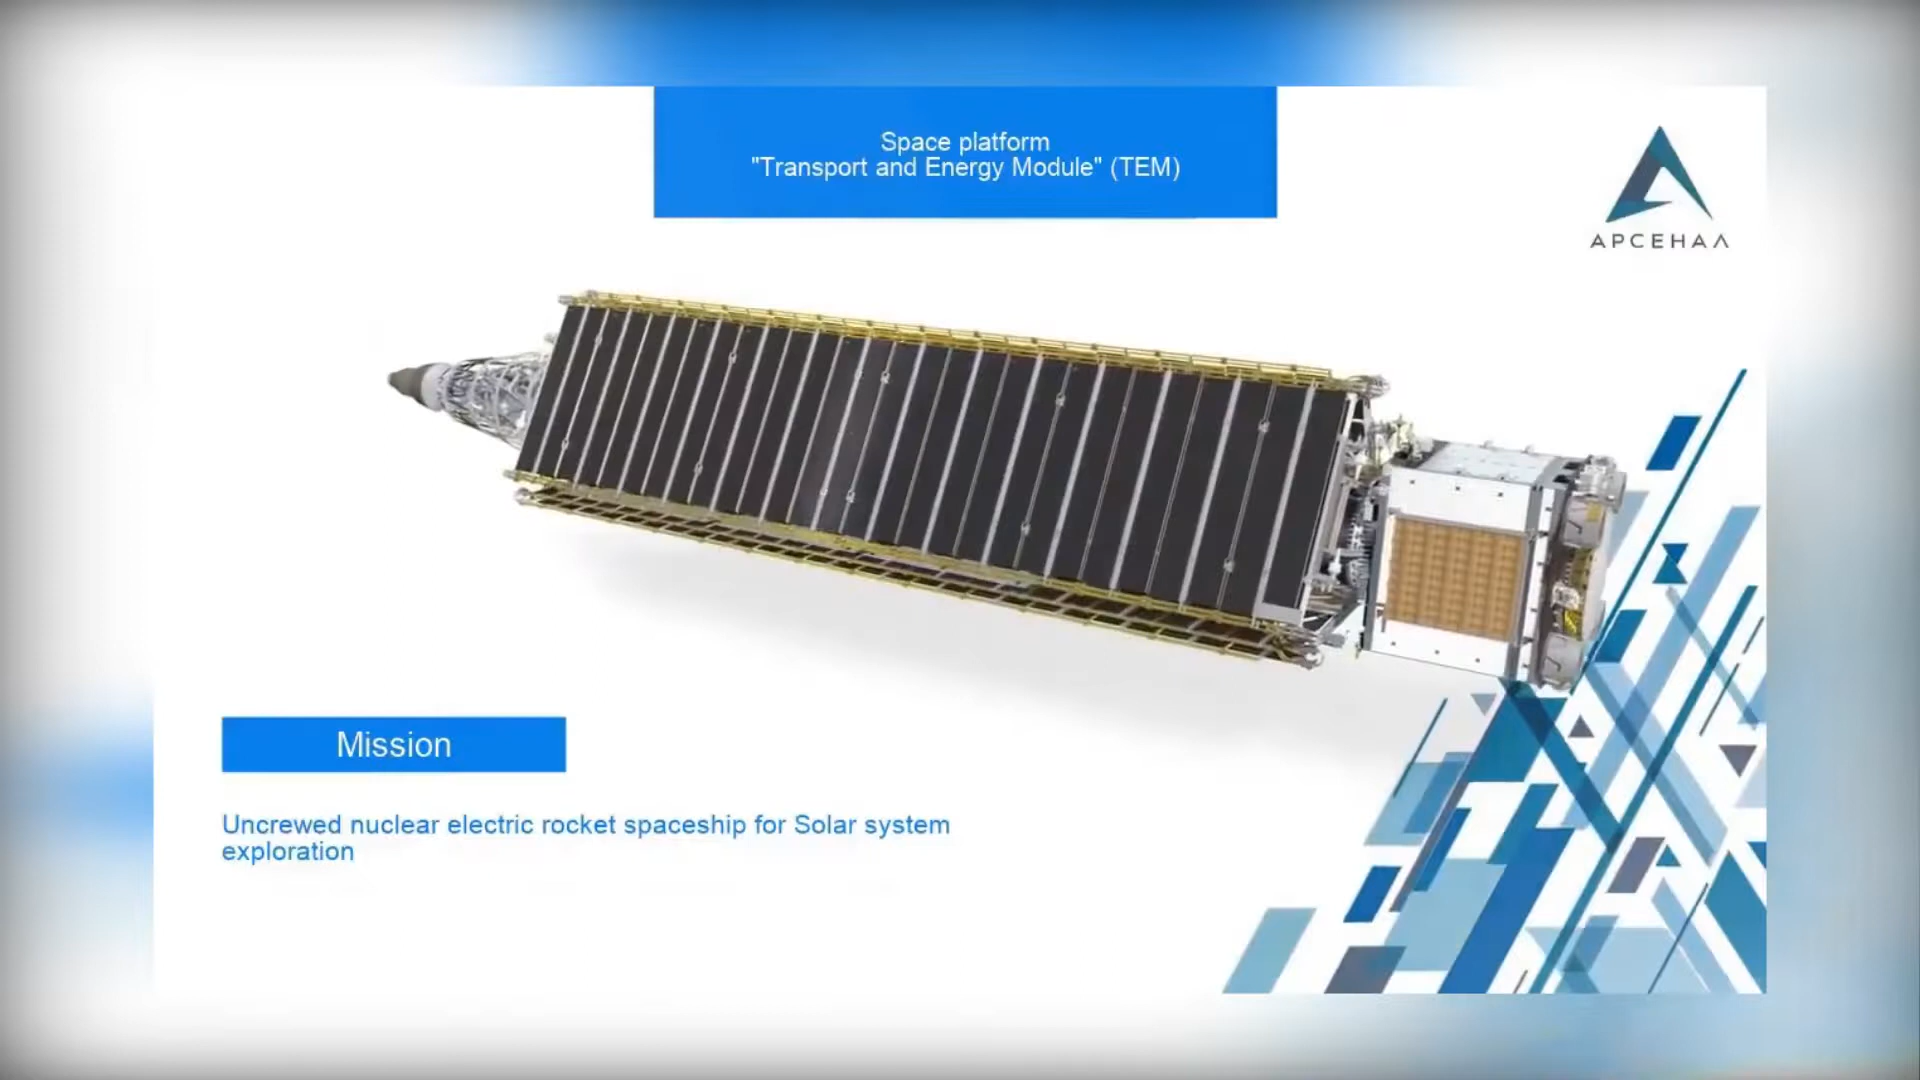 Space platform
"Transport and Energy Module" (TEM)
АРСЕНАЛ
Mission
Uncrewed nuclear electric rocket spaceship for Solar system
exploration